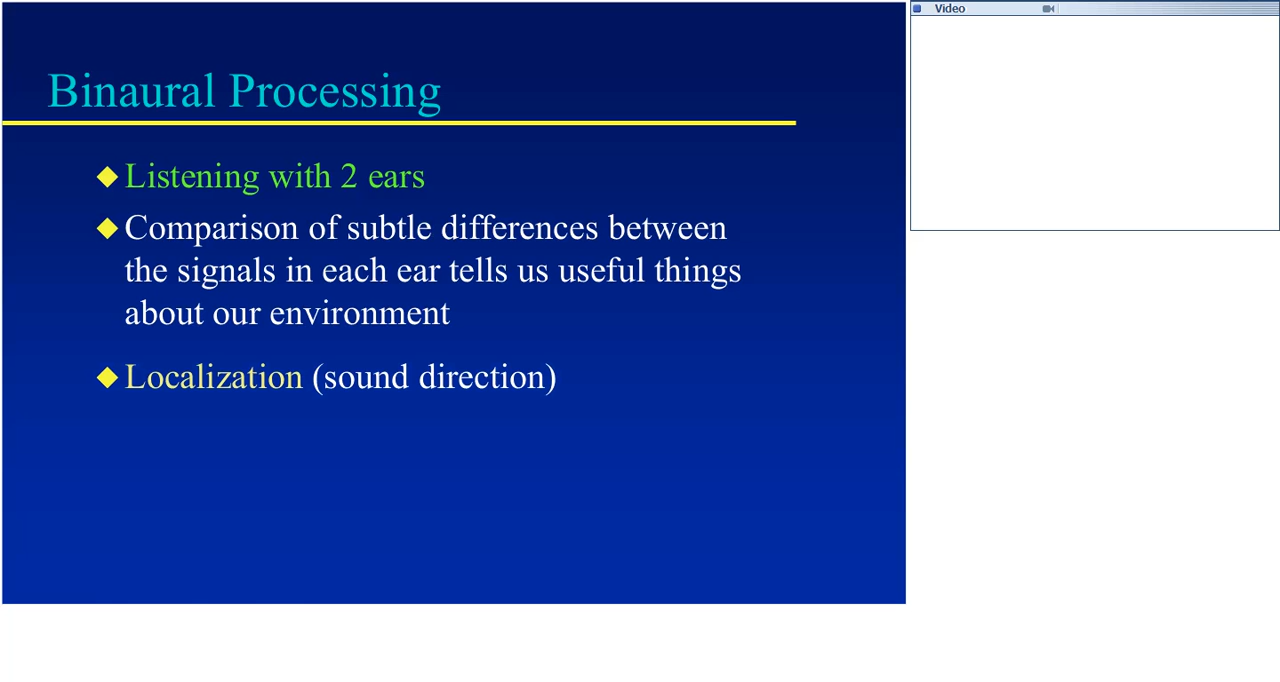 Binaural Processing
Listening with 2 ears
Comparison of subtle differences between
the signals in each ear tells us useful things
about our environment
Localization (sound direction)
Video